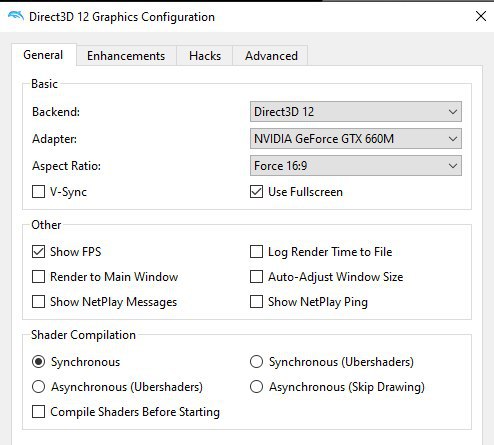 Direct3D 12 Graphics Configuration
General Enhancements Hacks Advanced
Basic
Backend: Direct3D 12
Adapter: NVIDIA GeForce GTX 660M
Aspect Ratio: Force 16:9
V-Sync Use Fullscreen
Other
Show FPS Log Render Time to File
Render to Main Window Auto-Adjust Window Size
Show NetPlay Messages Show NetPlay Ping
Shader Compilation
Synchronous Synchronous (Ubershaders)
Asynchronous (Ubershaders) Asynchronous (Skip Drawing)
Compile Shaders Before Starting